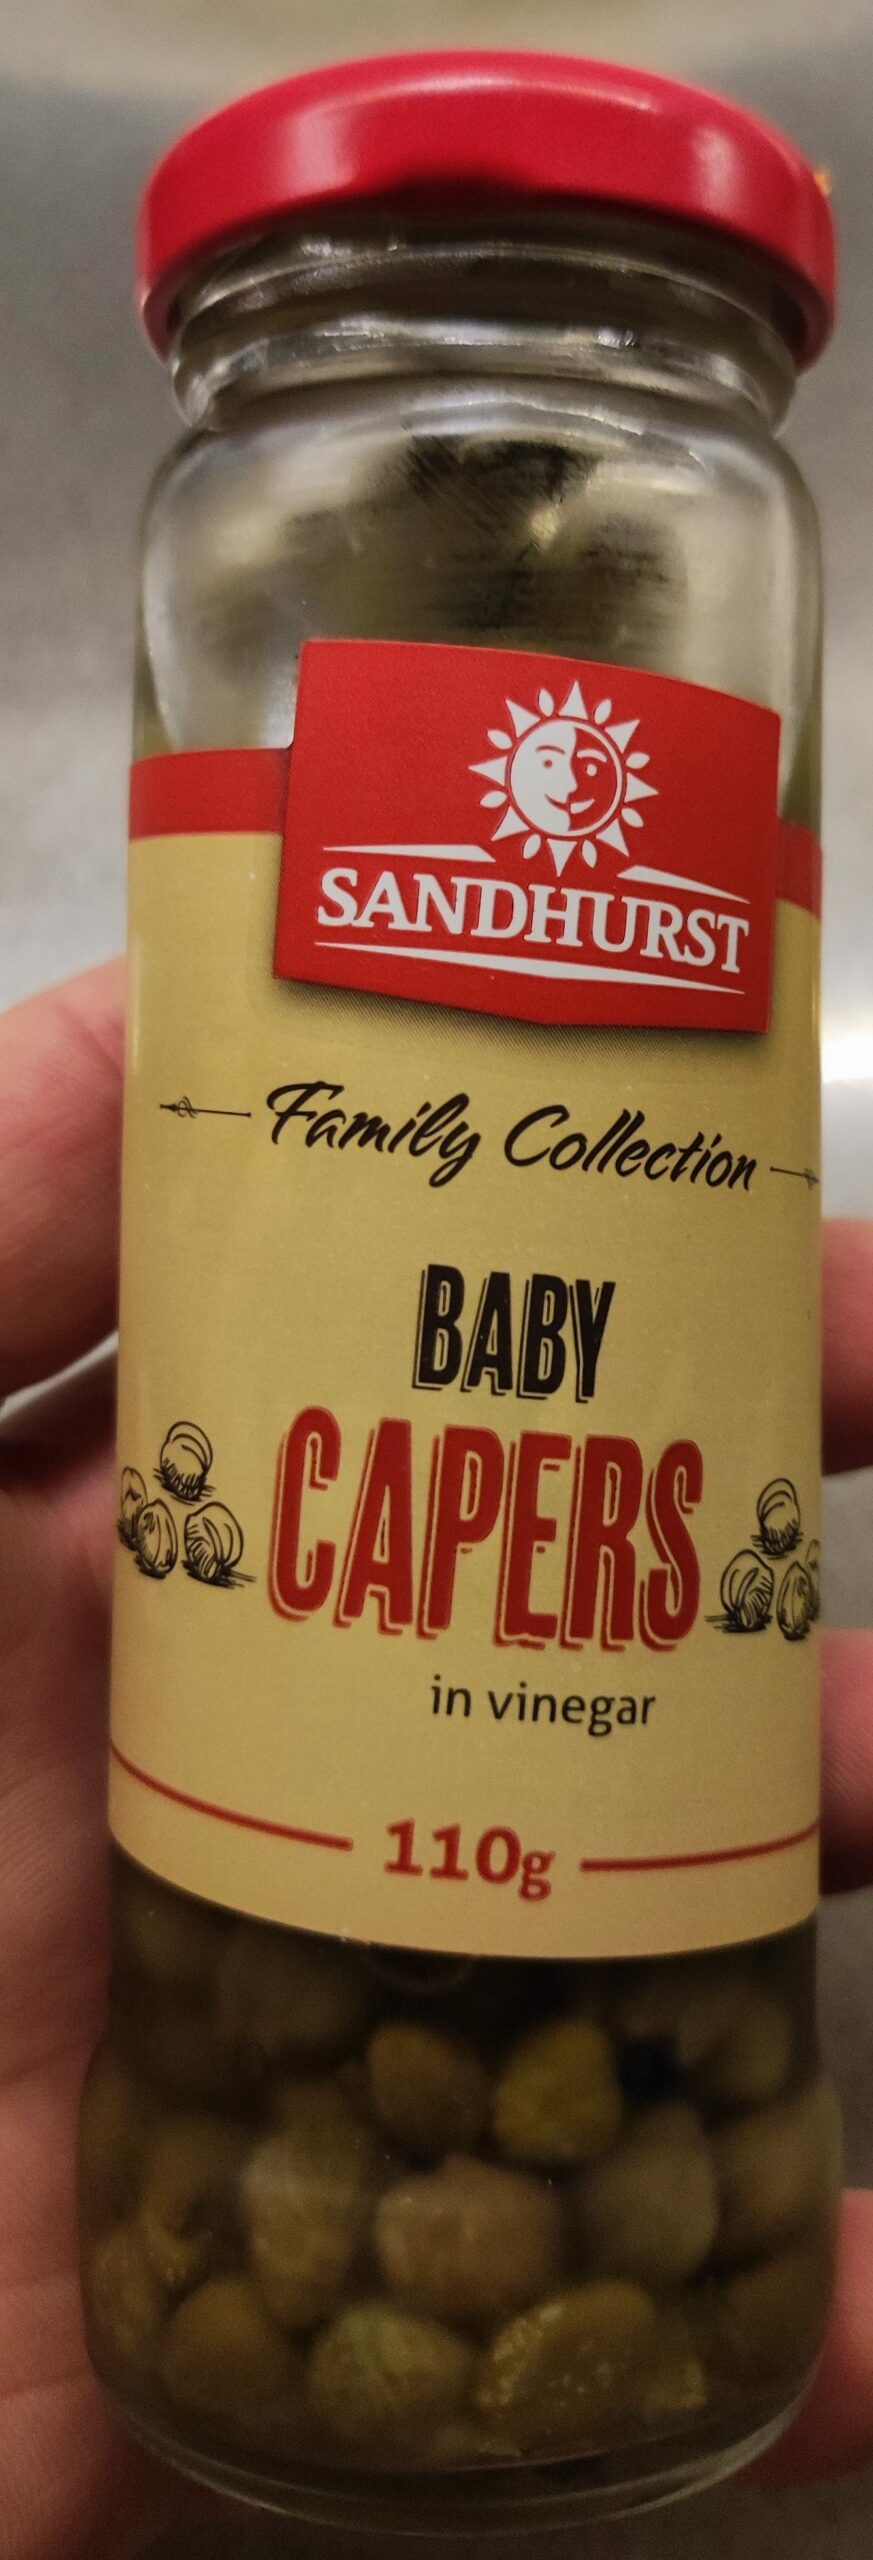 SANDHURST
Family Collection
BABY
CAPERS
in vinegar
110g